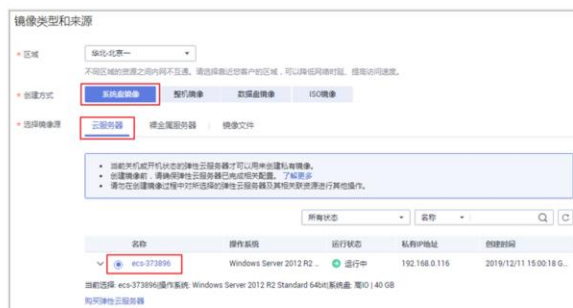 镜像类型和来源
* 区域 华北-北京一
不同区域的资源之间内网不互通。请选择靠近您客户的区域，可以降低网络时延、提高访问速度。
* 创建方式 系统盘镜像 整机镜像 数据盘镜像 ISO镜像
* 选择镜像源 云服务器 裸金属服务器 镜像文件
• 当前关机或开机状态的弹性云服务器才可以用来创建私有镜像。
• 创建镜像前，请确保弹性云服务器已完成相关配置。 了解更多
• 请勿在创建镜像过程中对所选择的弹性云服务器及其相关联资源进行其他操作。
所有状态 名称
名称 操作系统 运行状态 私有IP地址 创建时间
ecs-373896 Windows Server 2012 R2 ... 运行中 192.168.0.116 2019/12/11 15:00:18 G...
当前选择: ecs-373896|操作系统: Windows Server 2012 R2 Standard 64bit|系统盘: 高IO | 40 GB
购买弹性云服务器